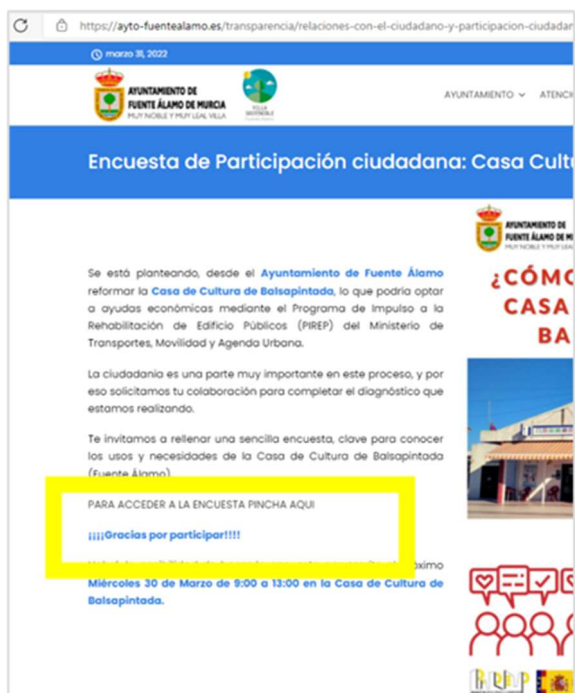 https://ayto-fuentealamo.es/transparencia/relaciones-con-el-ciudadano-y-participacion-ciudadan
marzo 31, 2022
AYUNTAMIENTO DE
FUENTE ÁLAMO DE MURCIA
MUY NOBLE Y MUY LEAL VILLA
AYUNTAMIENTO
ATENCI
Encuesta de Participación ciudadana: Casa Cultu
AYUNTAMIENTO DE
FUENTE ÁLAMO DE M
MUY NOBLE Y MUY LEAL
¿CÓMO
CASA
BA
Se está planteando, desde el Ayuntamiento de Fuente Álamo
reformar la Casa de Cultura de Balsapintada, lo que podría optar
a ayudas económicas mediante el Programa de Impulso a la
Rehabilitación de Edificio Públicos (PIREP) del Ministerio de
Transportes, Movilidad y Agenda Urbana.
La ciudadanía es una parte muy importante en este proceso, y por
eso solicitamos tu colaboración para completar el diagnóstico que
estamos realizando.
Te invitamos a rellenar una sencilla encuesta, clave para conocer
los usos y necesidades de la Casa de Cultura de Balsapintada
(Fuente Álamo)
PARA ACCEDER A LA ENCUESTA PINCHA AQUI
¡¡¡¡Gracias por participar!!!!
Miércoles 30 de Marzo de 9:00 a 13:00 en la Casa de Cultura de
Balsapintada.